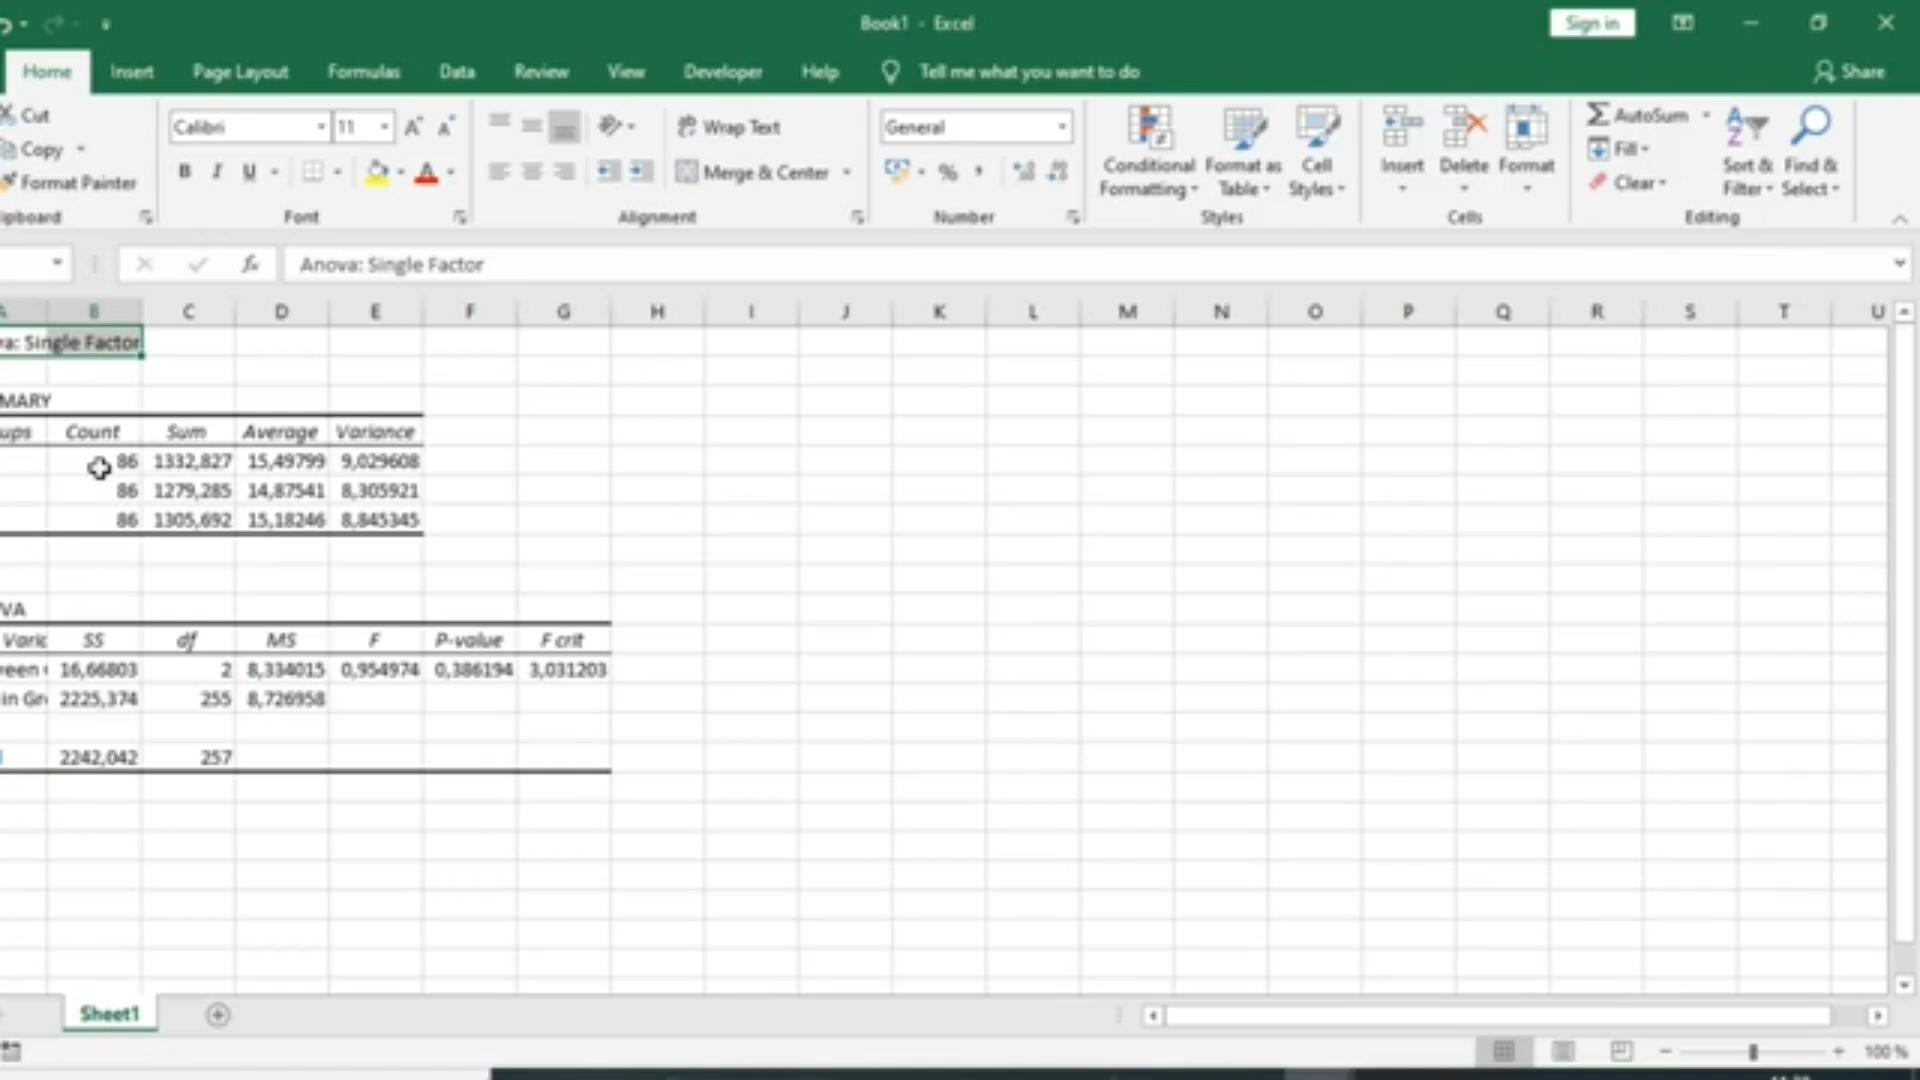 Book1 - Excel
Sign in
Home Insert Page Layout Formulas Data Review View Developer Help Tell me what you want to do Share
Cut
Copy
Format Painter
ipboard
Calibri 11
B I U
Font
Wrap Text
Merge & Center
Alignment
General
%
Number
Conditional Formatting
Format as Table
Cell Styles
Styles
Insert Delete Format
Cells
AutoSum
Fill
Clear
Sort & Filter
Find & Select
Editing
fx Anova: Single Factor
A B C D E F G H I J K L M N O P Q R S T U
va: Single Factor
MARY
ups Count Sum Average Variance
86 1332,827 15,49799 9,029608
86 1279,285 14,87541 8,305921
86 1305,692 15,18246 8,845345
VA
Varia SS df MS F P-value F crit
reen 16,66803 2 8,334015 0,954974 0,386194 3,031203
in Gr 2225,374 255 8,726958
2242,042 257
Sheet1
100 %